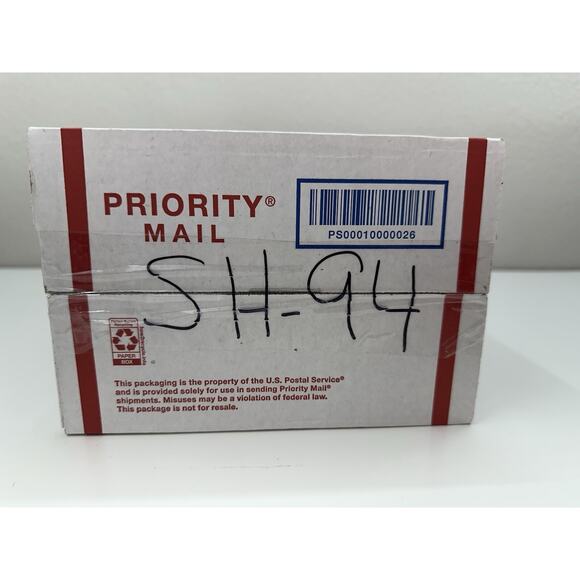 PRIORITY®
MAIL
PS00010000026
SH-94
PAPER
BOX
This packaging is the property of the U.S. Postal Service®
and is provided solely for use in sending Priority Mail®
shipments. Misuses may be a violation of federal law.
This package is not for resale.